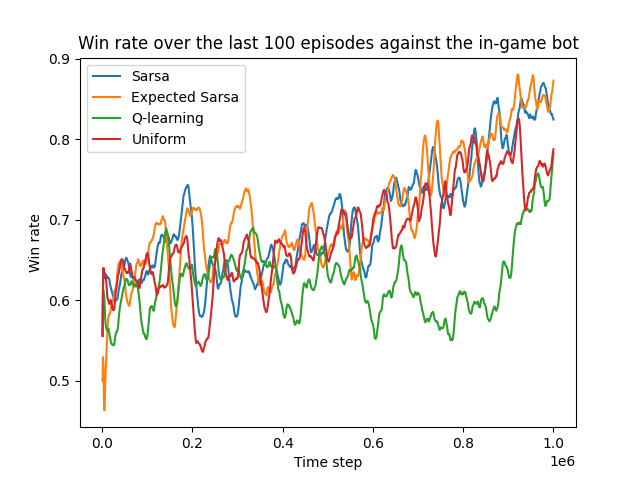 Win rate over the last 100 episodes against the in-game bot
Sarsa
Expected Sarsa
Q-learning
Uniform
Win rate
0.9
0.8
0.7
0.6
0.5
0.0
0.2
0.4
0.6
0.8
1.0
1e6
Time step